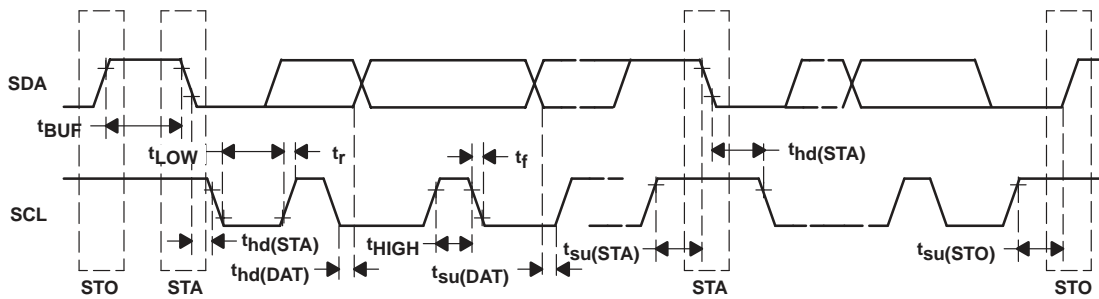 SDA
tBUF
tLOW
tr
tf
thd(STA)
SCL
thd(STA)
tHIGH
tsu(STA)
tsu(STO)
thd(DAT)
tsu(DAT)
STO
STA
STA
STO